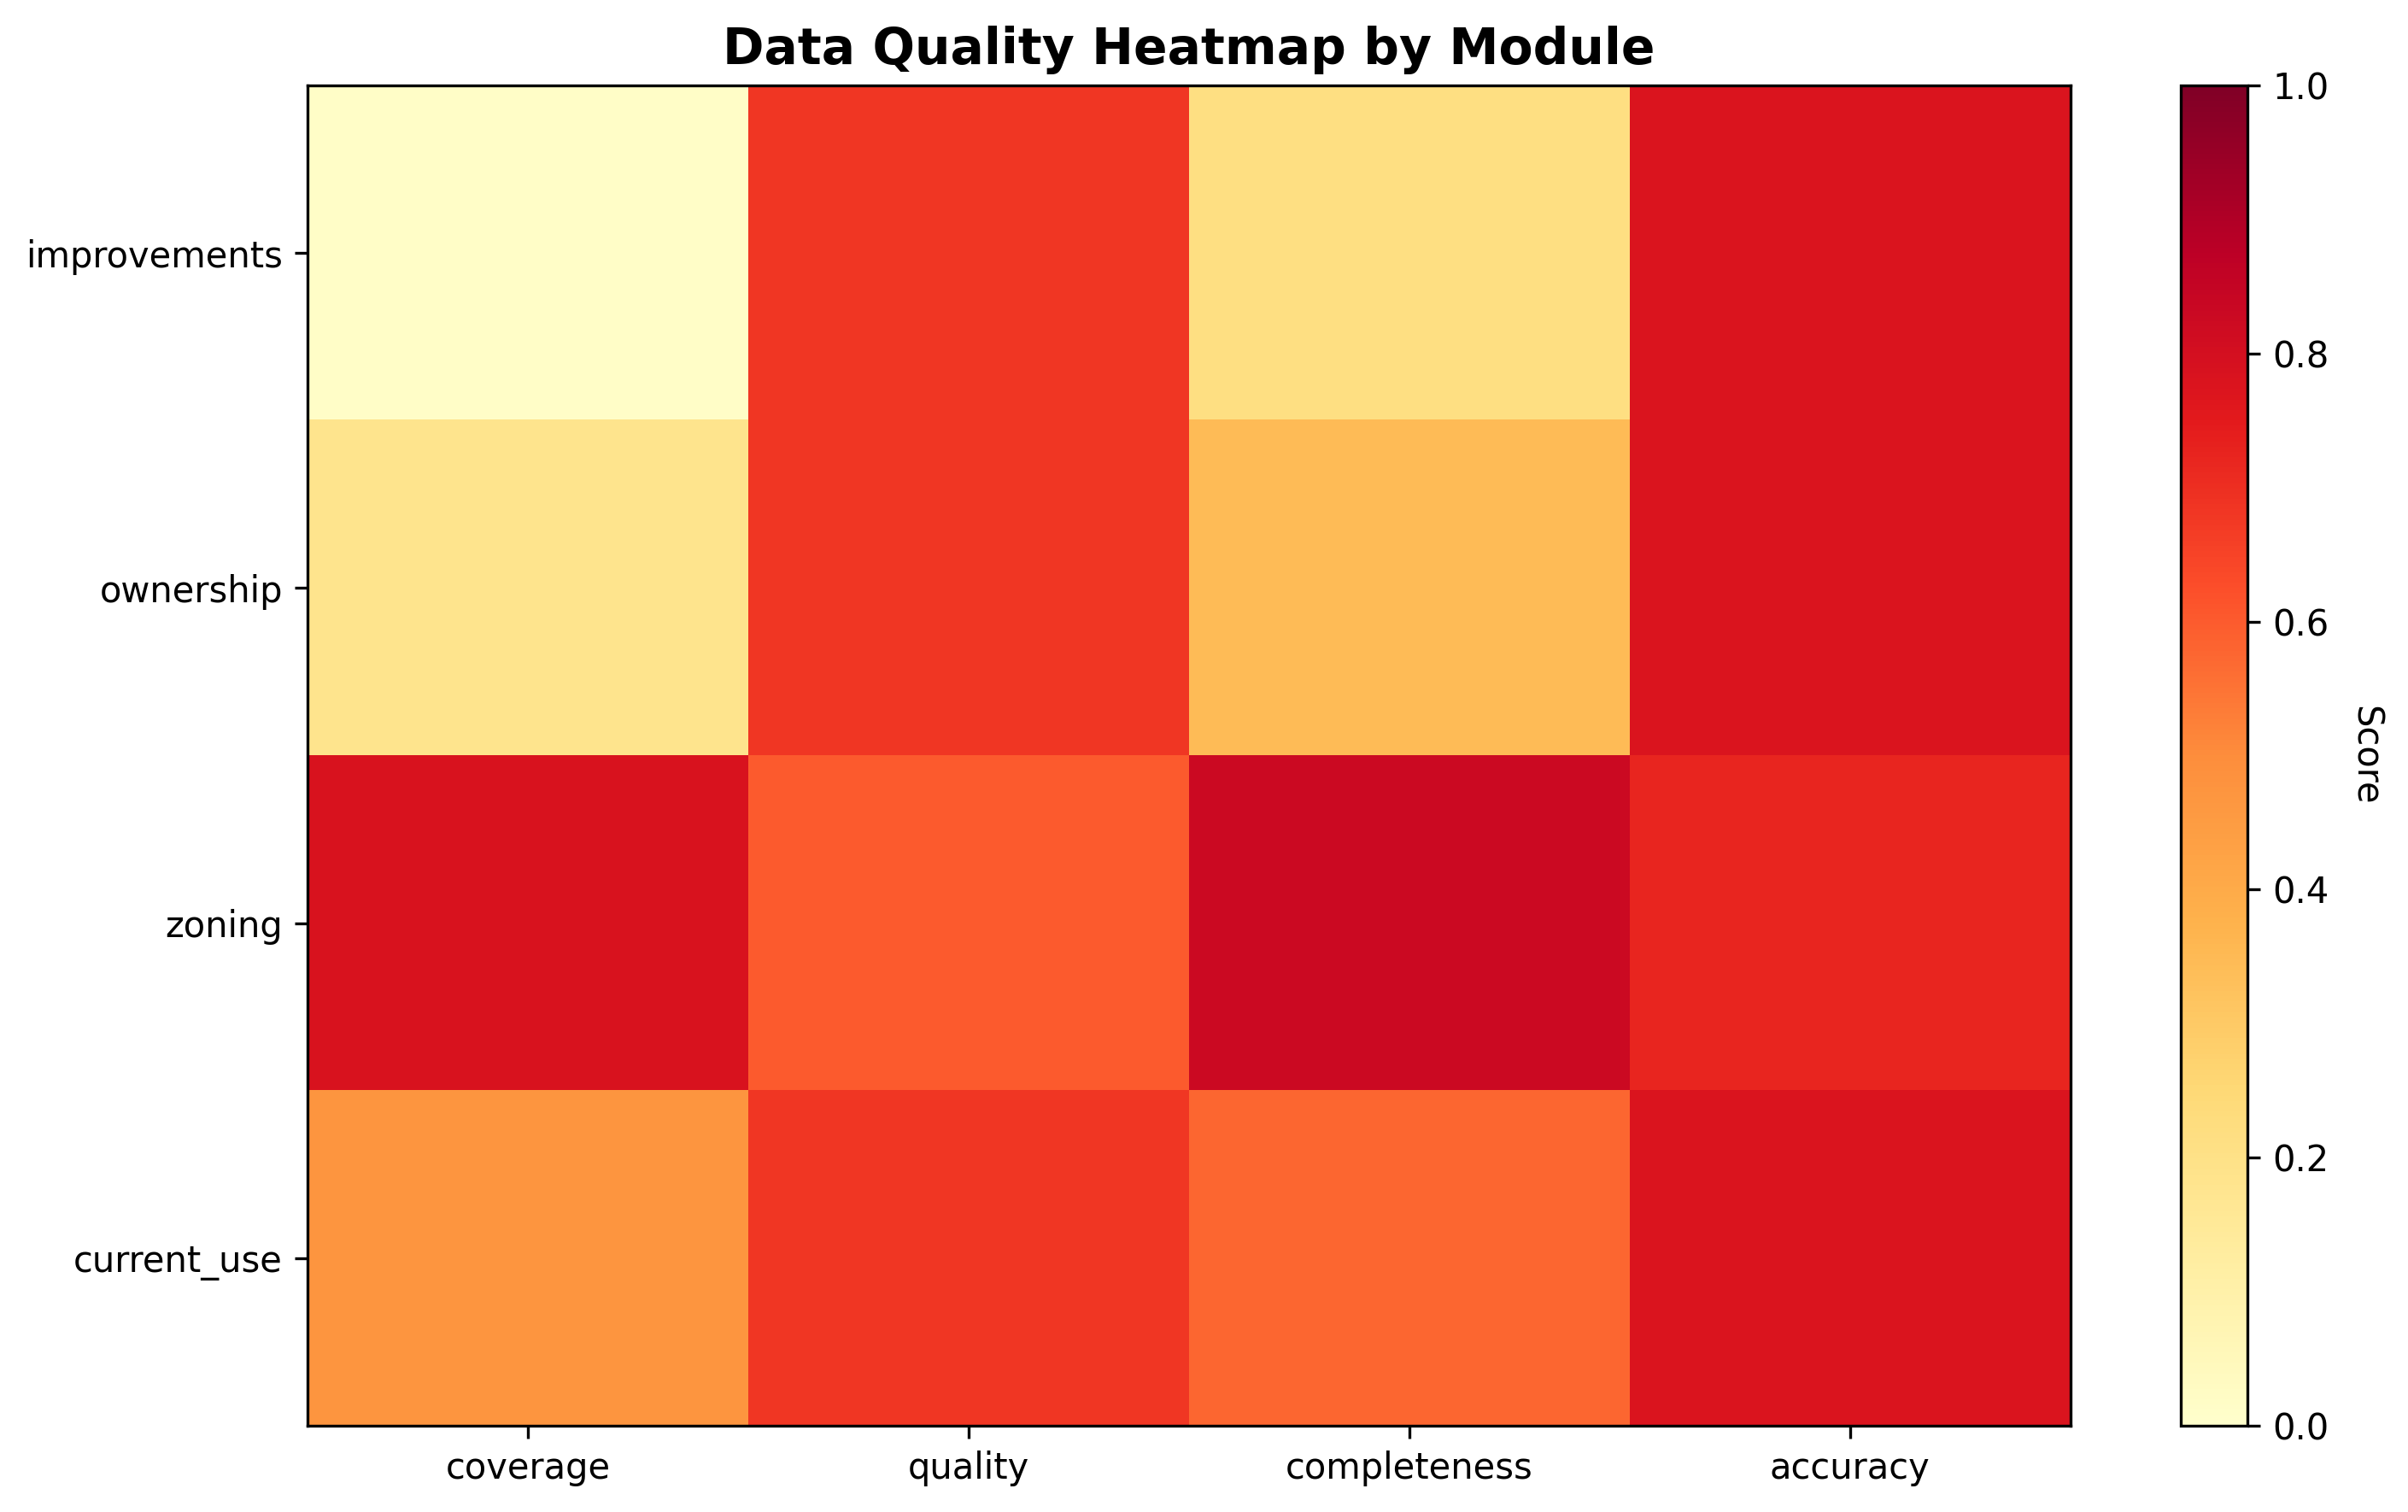 Data Quality Heatmap by Module
improvements
ownership
zoning
current_use
coverage
quality
completeness
accuracy
1.0
0.8
0.6
0.4
0.2
0.0
Score